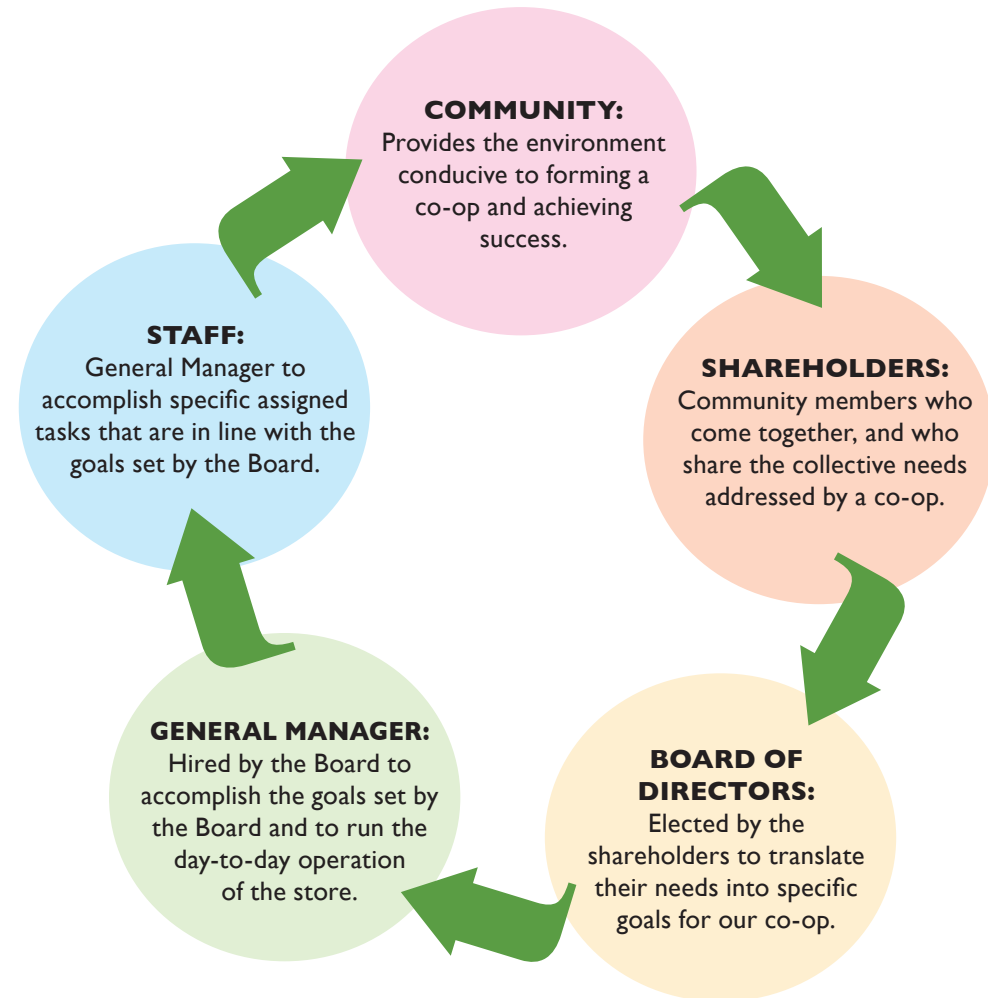 COMMUNITY:
Provides the environment
conducive to forming a
co-op and achieving
success.
SHAREHOLDERS:
Community members who
come together, and who
share the collective needs
addressed by a co-op.
BOARD OF
DIRECTORS:
Elected by the
shareholders to translate
their needs into specific
goals for our co-op.
GENERAL MANAGER:
Hired by the Board to
accomplish the goals set by
the Board and to run the
day-to-day operation
of the store.
STAFF:
General Manager to
accomplish specific assigned
tasks that are in line with the
goals set by the Board.